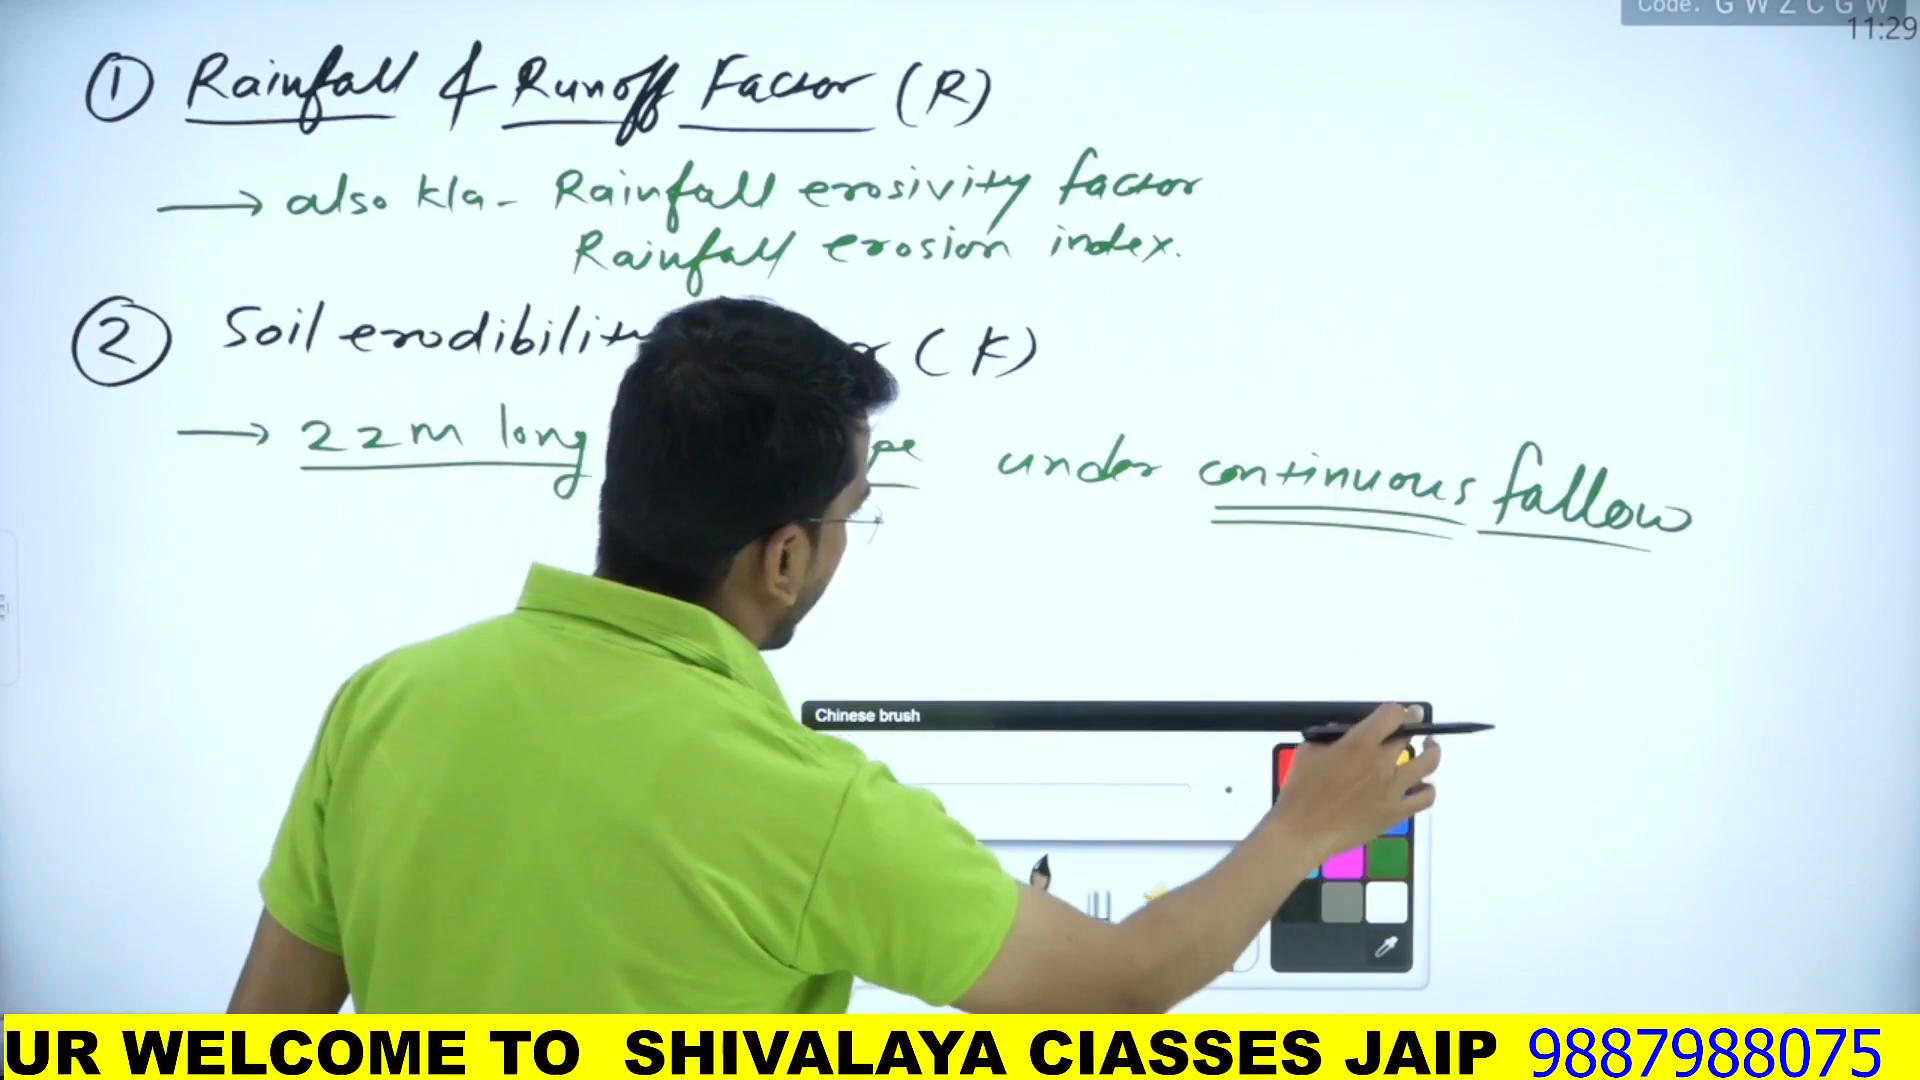 Code: G W Z C G W
11:29
① Rainfall & Runoff Factor (R)
→ also k/a - Rainfall erosivity factor
Rainfall erosion index.
② Soil erodibility (K)
→ 22m long under continuous fallow
Chinese brush
UR WELCOME TO SHIVALAYA CIASSES JAIP 9887988075